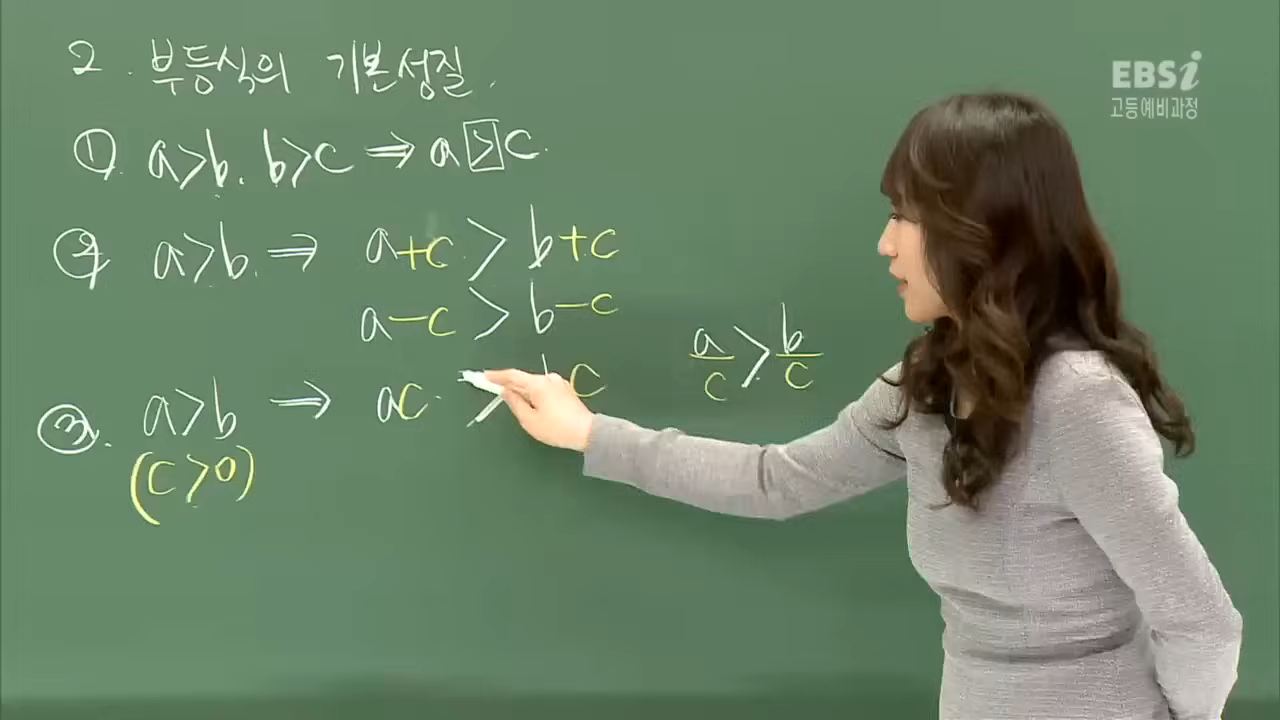 2. 부등식의 기본성질.
① a>b. b>c ⇒ a > c.
② a>b. ⇒ a+c > b+c
a-c > b-c
③. a>b ⇒ ac > bc
a/c > b/c
(c>0)
EBSi
고등예비과정